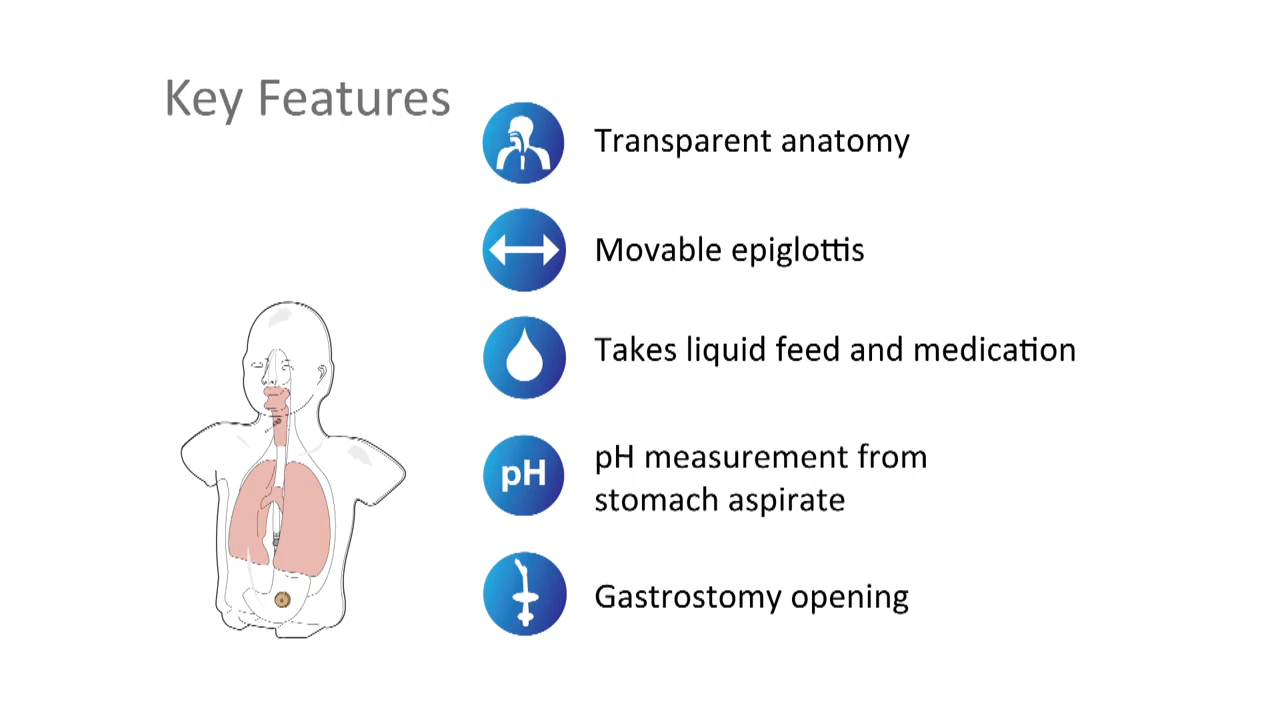 Key Features
Transparent anatomy
Movable epiglottis
Takes liquid feed and medication
pH
pH measurement from
stomach aspirate
Gastrostomy opening